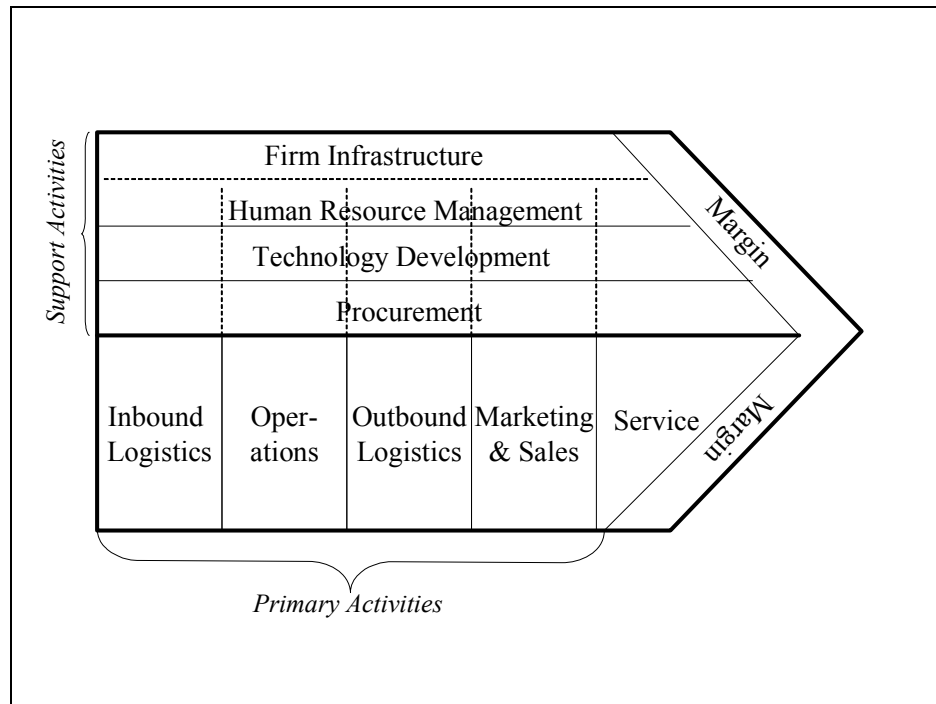 Support Activities
Firm Infrastructure
Human Resource Management
Technology Development
Procurement
Margin
Inbound
Logistics
Oper-
ations
Outbound
Logistics
Marketing
& Sales
Service
Margin
Primary Activities